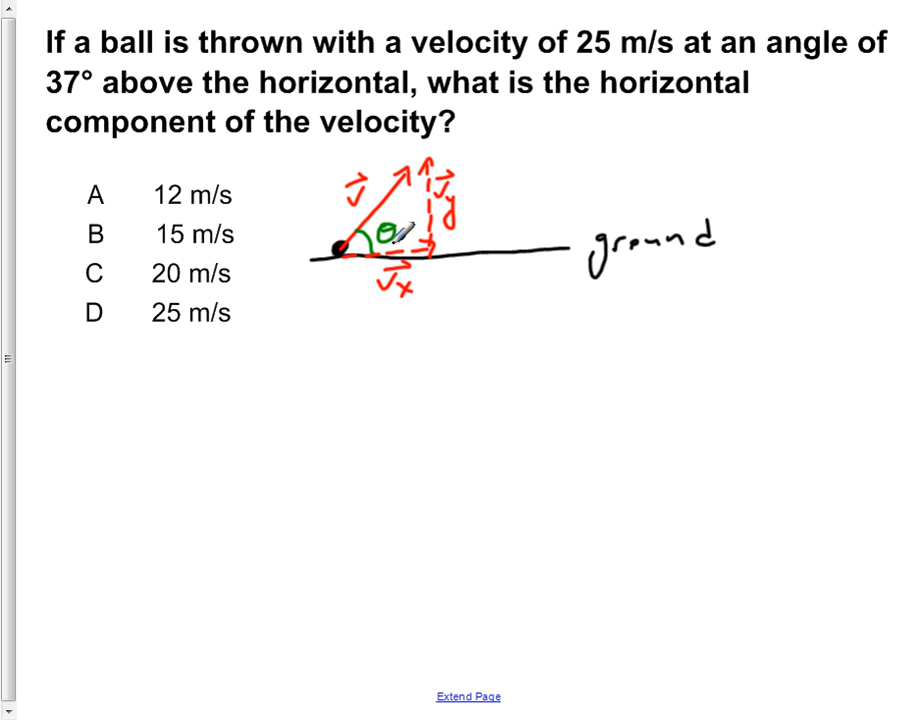 If a ball is thrown with a velocity of 25 m/s at an angle of
37° above the horizontal, what is the horizontal
component of the velocity?
A 12 m/s
B 15 m/s
C 20 m/s
D 25 m/s
v⃗
v⃗y
θ
v⃗x
ground
Extend Page